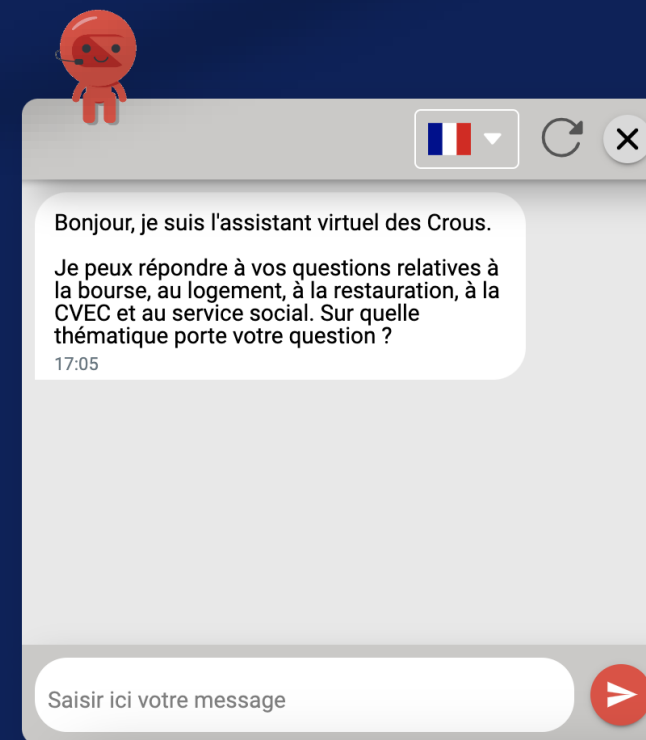 Bonjour, je suis l'assistant virtuel des Crous.
Je peux répondre à vos questions relatives à
la bourse, au logement, à la restauration, à la
CVEC et au service social. Sur quelle
thématique porte votre question ?
17:05
Saisir ici votre message